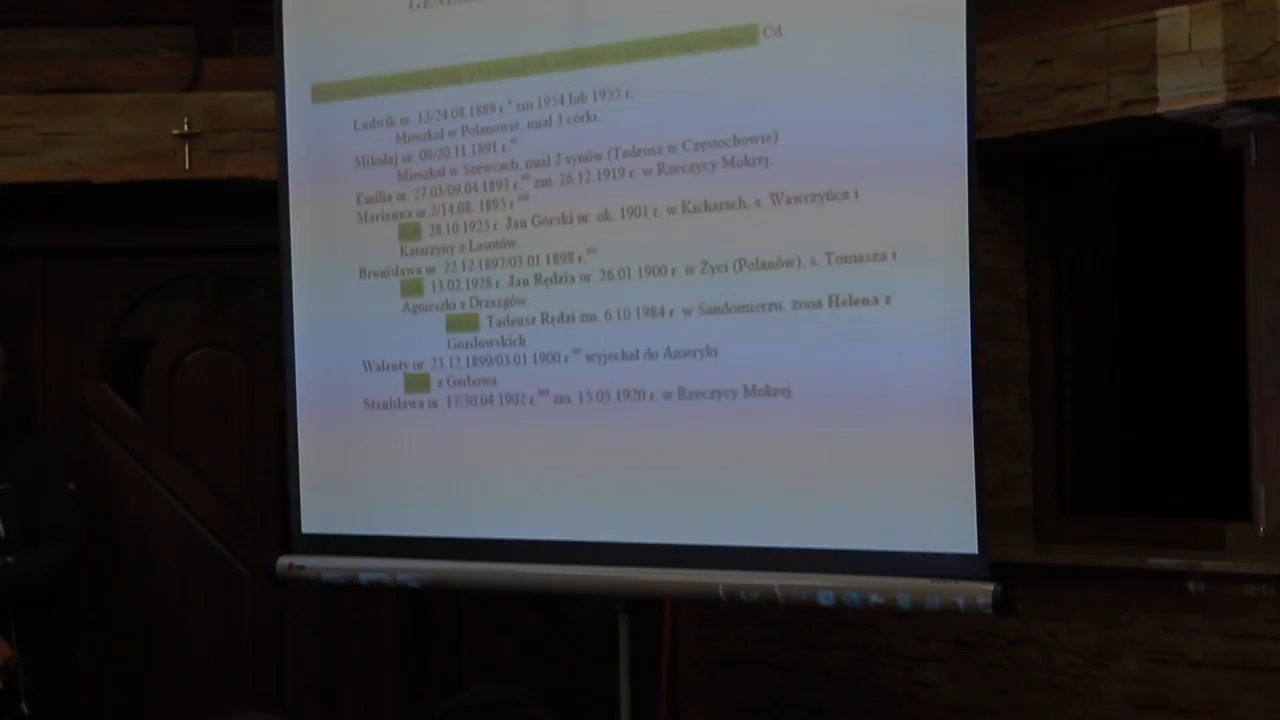 Cd.
Ludwik ur. 12/24.08.1889 r. zm 1954 lub 1955 r.
Mieszkał w Polanowie, miał 3 córki.
Mikołaj ur. 08/20.11.1891 r.
Mieszkał w Szewcach, miał 2 synów (Tadeusz w Częstochowie)
Emilia ur. 27.03/09.04 1893 r. zm. 26.12.1919 r. w Rzeczycy Mokrej.
Marianna ur. 2/14.08. 1895 r.
28.10.1925 r. Jan Górski ur. ok. 1901 r. w Kicharach, s. Wawrzyńca i
Katarzyny z Lasotów.
Bronisława ur. 22.12.1897/03.01 1898 r.
13.02.1928 r. Jan Rędzia ur. 26.01 1900 r. w Życi (Polanów), s. Tomasza i
Agnieszki z Drzazgów.
Tadeusz Rędzi zm. 6.10 1984 r. w Sandomierzu, żona Helena z
Gozdowskich
Walenty ur. 23.12.1899/03.01 1900 r. wyjechał do Ameryki
z Garbowa
Stanisława ur. 17/30.04 1902 r. zm. 15.05 1920 r. w Rzeczycy Mokrej.